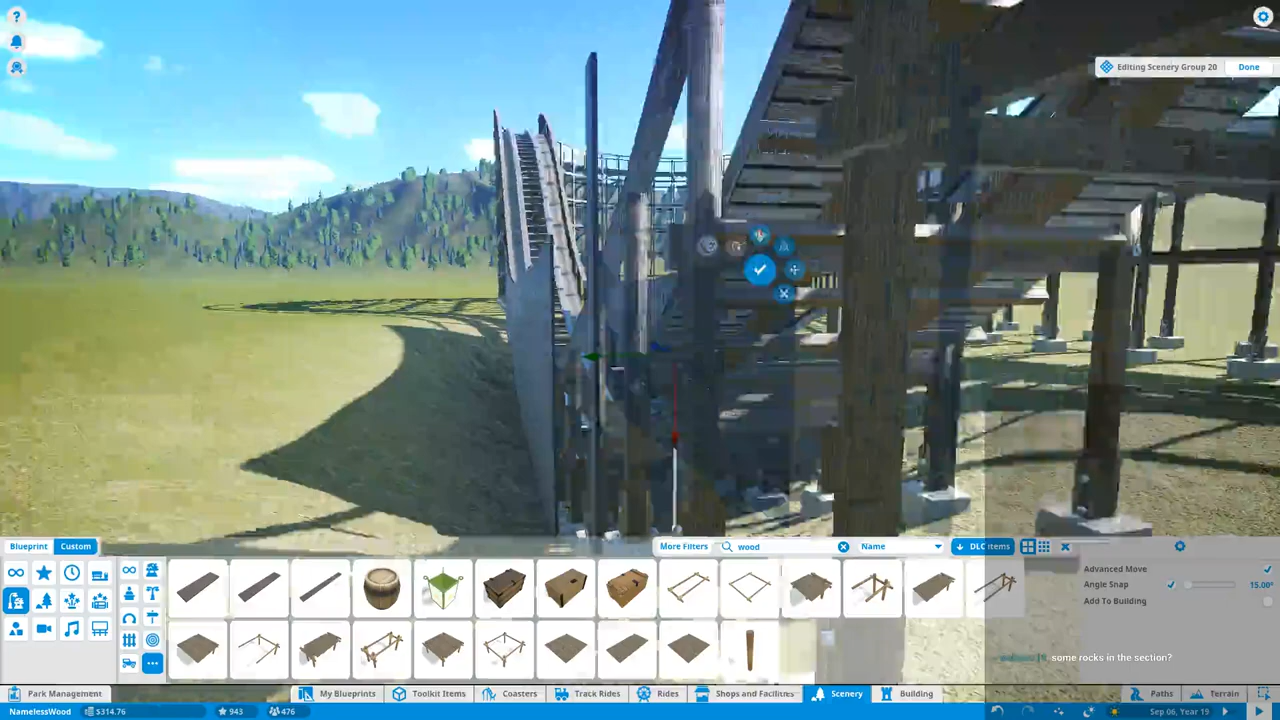 ?
Editing Scenery Group 20 Done
Blueprint Custom
More Filters wood Name DLC items
Advanced Move
Angle Snap 15.00°
Add To Building
some rocks in the section?
Park Management My Blueprints Toolkit Items Coasters Track Rides Rides Shops and Facilities Scenery Building Paths Terrain
NamelessWood $314.76 943 476 Sep 06, Year 19